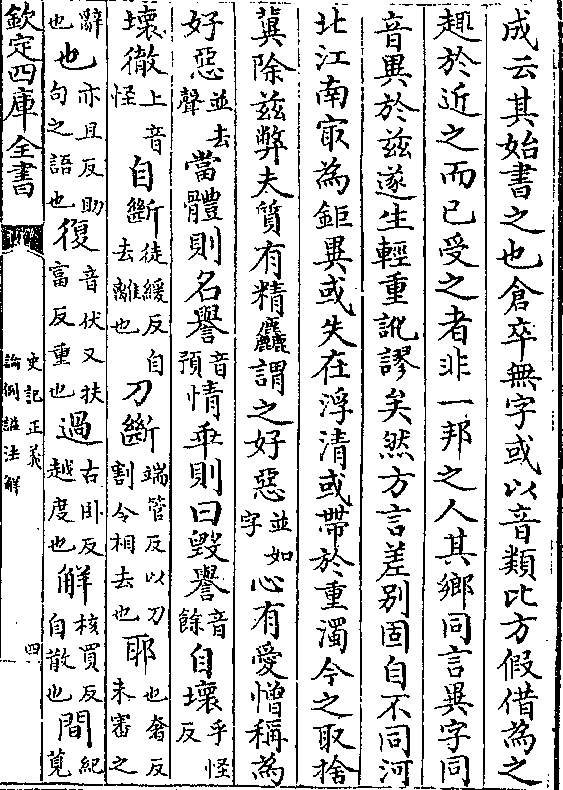 成云其始書之也倉卒無字或以音類比方假借為之
趣於近之而已受之者非一邦之人其鄉同言異字同
音異於兹遂生輕重訛謬矣然方言差别固自不同河
北江南㝡為鉅異或失在浮清或帶於重濁今之取捨
冀除兹弊夫質有精麤謂之好惡並如字心有愛憎稱為
好惡並去聲當體則名譽音預情乖則曰毀譽音餘自壞乎怪反
壞徹上音怪自斷徒緩反自去離也刀斷端管反以刀割令相去也耶也奢反未審之
辭也也亦且反助句之語也復音伏又扶富反重也過古卧反越度也解核買反自散也間紀莧
欽定四庫全書
史記正義
論例諡法解
四